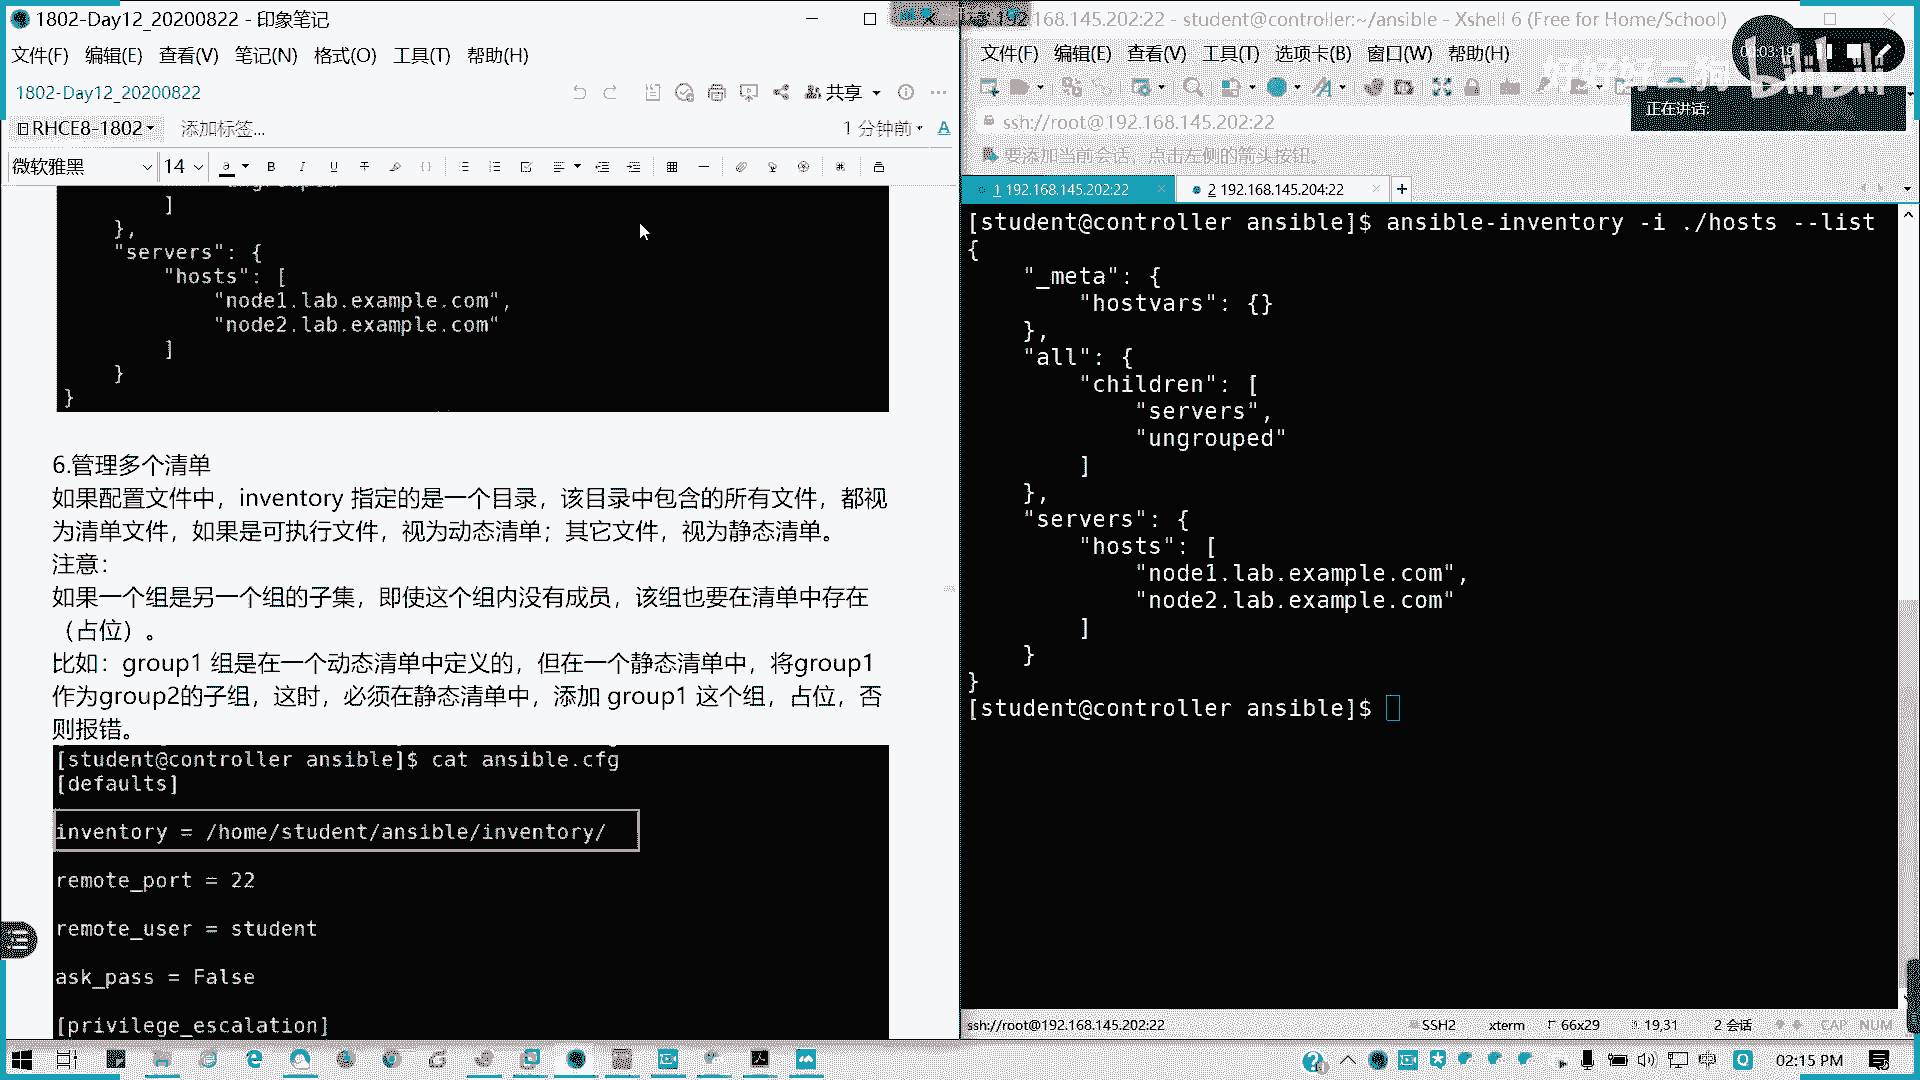 1802-Day12_20200822 - 印象笔记
文件(F) 编辑(E) 查看(V) 笔记(N) 格式(O) 工具(T) 帮助(H)
1802-Day12_20200822
共享
RHCE8-1802
添加标签...
1 分钟前
微软雅黑
14
]
},
"servers": {
"hosts": [
"node1.lab.example.com",
"node2.lab.example.com"
]
}
}
6.管理多个清单
如果配置文件中，inventory 指定的是一个目录，该目录中包含的所有文件，都视
为清单文件，如果是可执行文件，视为动态清单；其它文件，视为静态清单。
注意：
如果一个组是另一个组的子集，即使这个组内没有成员，该组也要在清单中存在
（占位）。
比如：group1 组是在一个动态清单中定义的，但在一个静态清单中，将group1
作为group2的子组，这时，必须在静态清单中，添加 group1 这个组，占位，否
则报错。
[student@controller ansible]$ cat ansible.cfg
[defaults]
inventory = /home/student/ansible/inventory/
remote_port = 22
remote_user = student
ask_pass = False
[privilege_escalation]
192.168.145.202:22 - student@controller:~/ansible - Xshell 6 (Free for Home/School)
文件(F) 编辑(E) 查看(V) 工具(T) 选项卡(B) 窗口(W) 帮助(H)
好好好二狗
bilibili
正在讲话:
ssh://root@192.168.145.202:22
要添加当前会话，点击左侧的箭头按钮。
1 192.168.145.202:22
2 192.168.145.204:22
[student@controller ansible]$ ansible-inventory -i ./hosts --list
{
"_meta": {
"hostvars": {}
},
"all": {
"children": [
"servers",
"ungrouped"
]
},
"servers": {
"hosts": [
"node1.lab.example.com",
"node2.lab.example.com"
]
}
}
[student@controller ansible]$
ssh://root@192.168.145.202:22
SSH2
xterm
66x29
19,31
2 会话
CAP NUM
02:15 PM